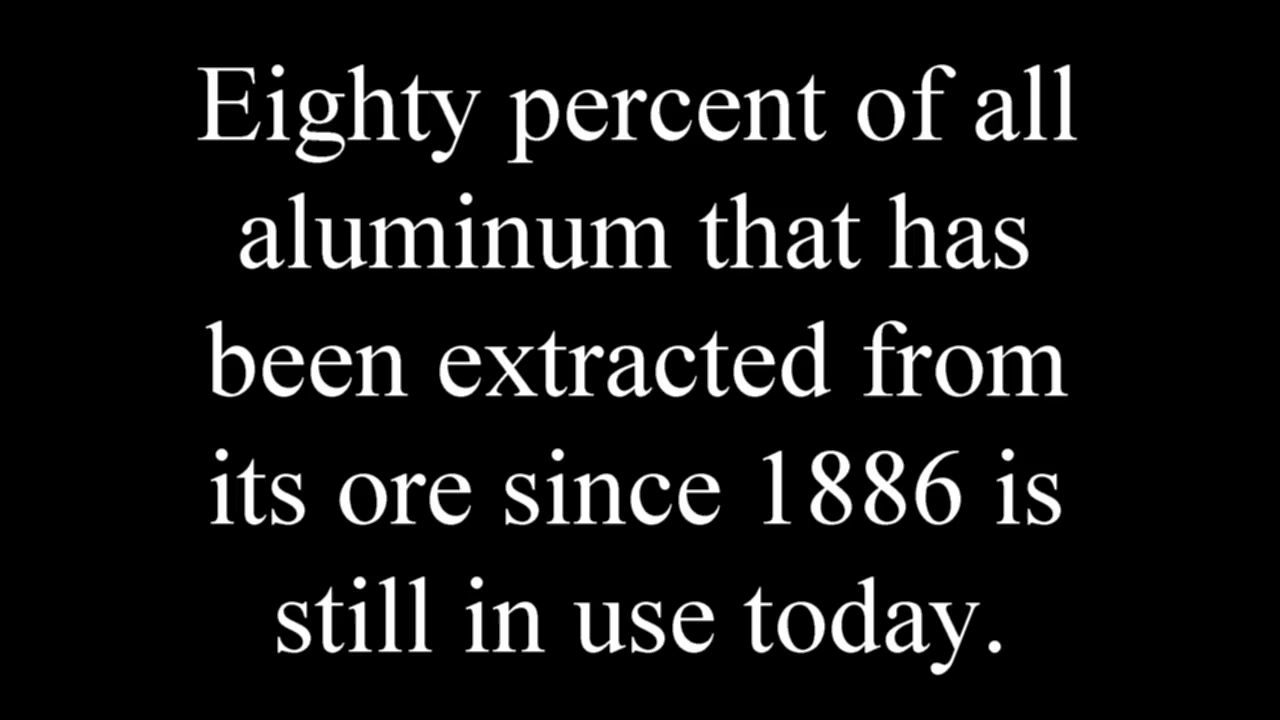 Eighty percent of all
aluminum that has
been extracted from
its ore since 1886 is
still in use today.